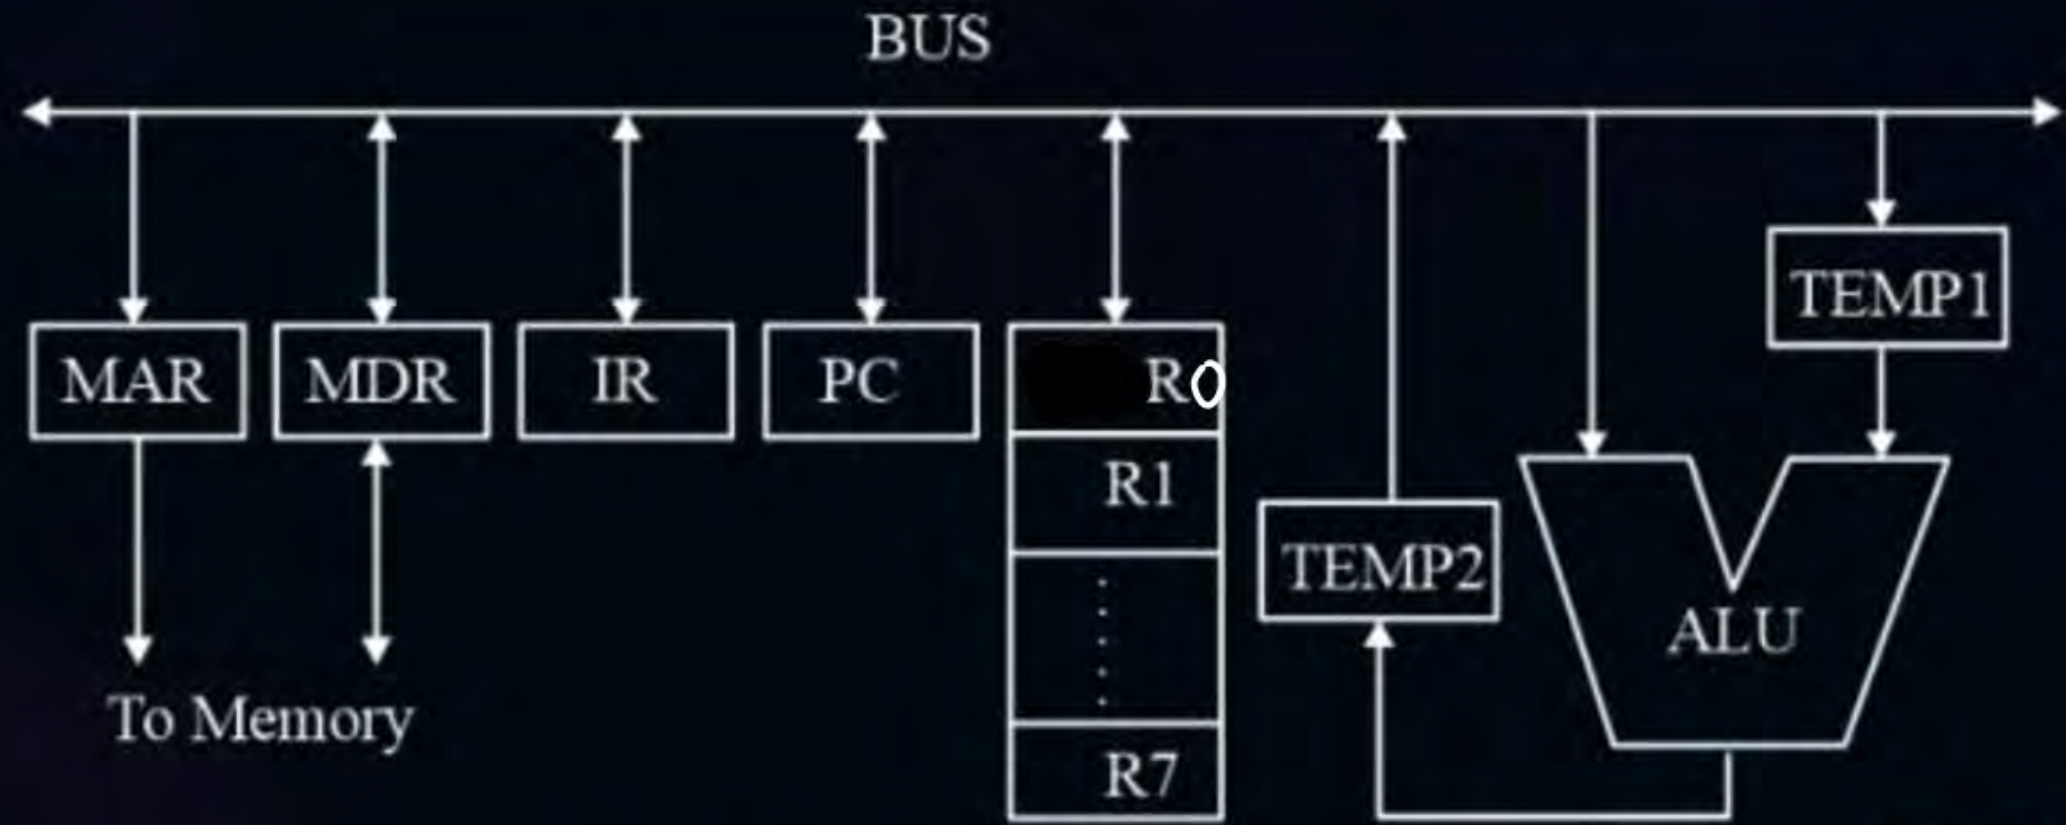 BUS
TEMP1
MAR
MDR
IR
PC
R0
R1
TEMP2
ALU
To Memory
R7